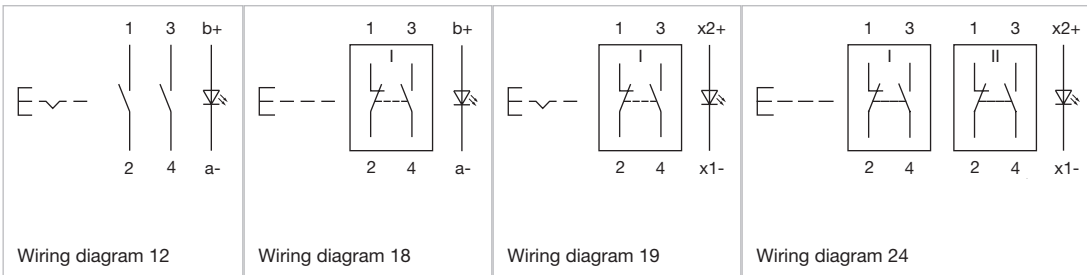 1 3 b+
2 4 a-
Wiring diagram 12
1 3 b+
I
2 4 a-
Wiring diagram 18
1 3 x2+
I
2 4 x1-
Wiring diagram 19
1 3 1 3 x2+
I II
2 4 2 4 x1-
Wiring diagram 24